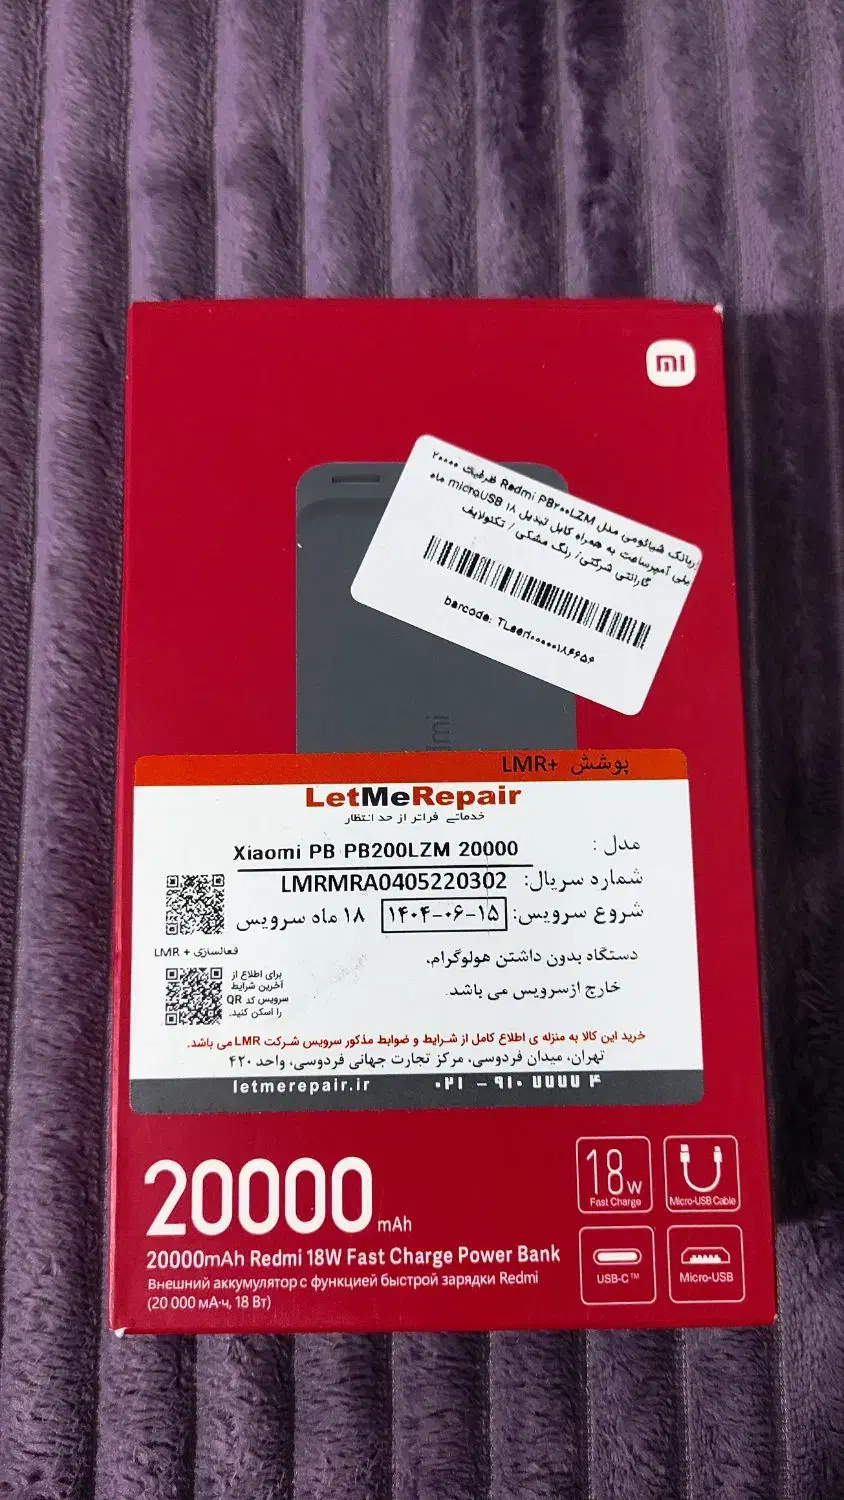 mi
پاوربانک شیائومی مدل Redmi PB۲۰۰LZM ظرفیت ۲۰۰۰۰
میلی آمپرساعت به همراه کابل تبدیل microUSB ۱۸ ماه
گارانتی شرکتی/ رنگ مشکی / تکنولایف
barcode:
پوشش +LMR
LetMeRepair
خدماتی فراتر از حد انتظار
مدل : Xiaomi PB PB200LZM 20000
شماره سریال: LMRMRA0405220302
شروع سرویس: ۱۴۰۴-۰۶-۱۵ ۱۸ ماه سرویس
فعالسازی + LMR
دستگاه بدون داشتن هولوگرام،
خارج ازسرویس می باشد.
برای اطلاع از
آخرین شرایط
سرویس کد QR
را اسکن کنید.
خرید این کالا به منزله ی اطلاع کامل از شرایط و ضوابط مذکور سرویس شرکت LMR می باشد.
تهران، میدان فردوسی، مرکز تجارت جهانی فردوسی، واحد ۴۲۰
letmerepair.ir ۰۲۱ – ۹۱۰ ۷۷۷۷ ۴
20000 mAh
20000mAh Redmi 18W Fast Charge Power Bank
Внешний аккумулятор с функцией быстрой зарядки Redmi
(20 000 мА·ч, 18 Вт)
18W
Fast Charge
Micro-USB Cable
USB-C™
Micro-USB